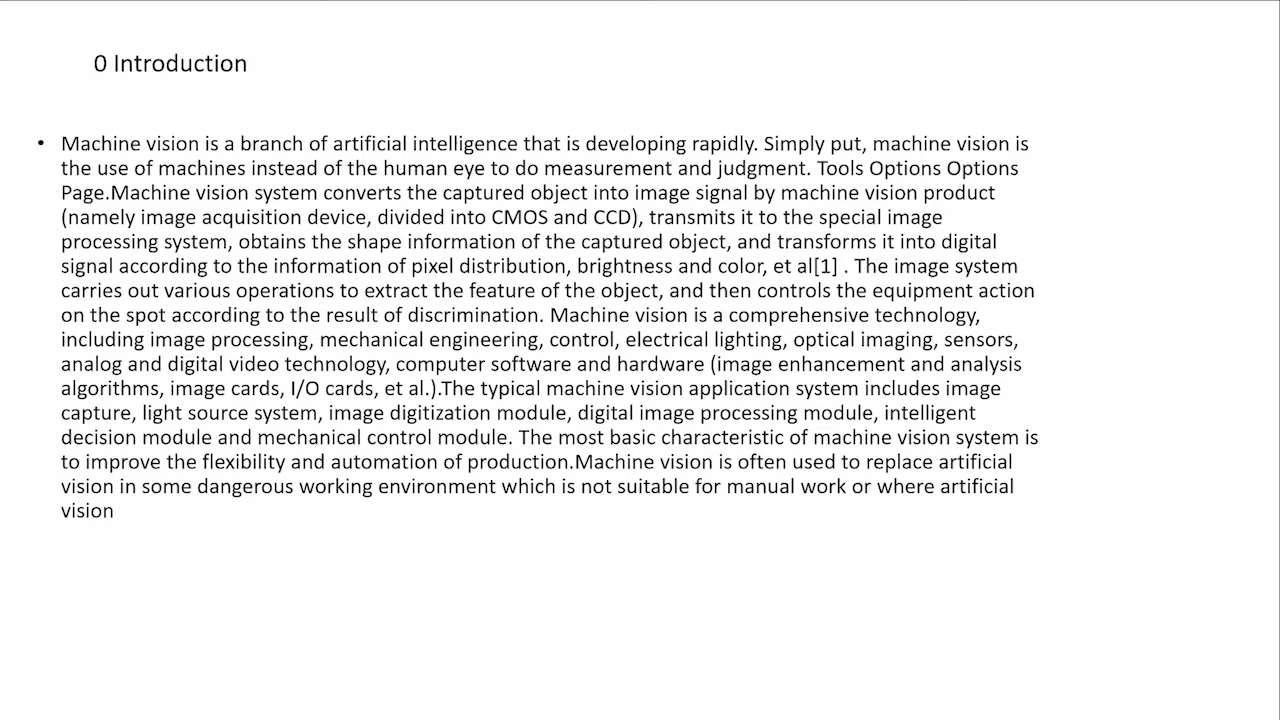 0 Introduction
• Machine vision is a branch of artificial intelligence that is developing rapidly. Simply put, machine vision is
the use of machines instead of the human eye to do measurement and judgment. Tools Options Options
Page.Machine vision system converts the captured object into image signal by machine vision product
(namely image acquisition device, divided into CMOS and CCD), transmits it to the special image
processing system, obtains the shape information of the captured object, and transforms it into digital
signal according to the information of pixel distribution, brightness and color, et al[1] . The image system
carries out various operations to extract the feature of the object, and then controls the equipment action
on the spot according to the result of discrimination. Machine vision is a comprehensive technology,
including image processing, mechanical engineering, control, electrical lighting, optical imaging, sensors,
analog and digital video technology, computer software and hardware (image enhancement and analysis
algorithms, image cards, I/O cards, et al.).The typical machine vision application system includes image
capture, light source system, image digitization module, digital image processing module, intelligent
decision module and mechanical control module. The most basic characteristic of machine vision system is
to improve the flexibility and automation of production.Machine vision is often used to replace artificial
vision in some dangerous working environment which is not suitable for manual work or where artificial
vision